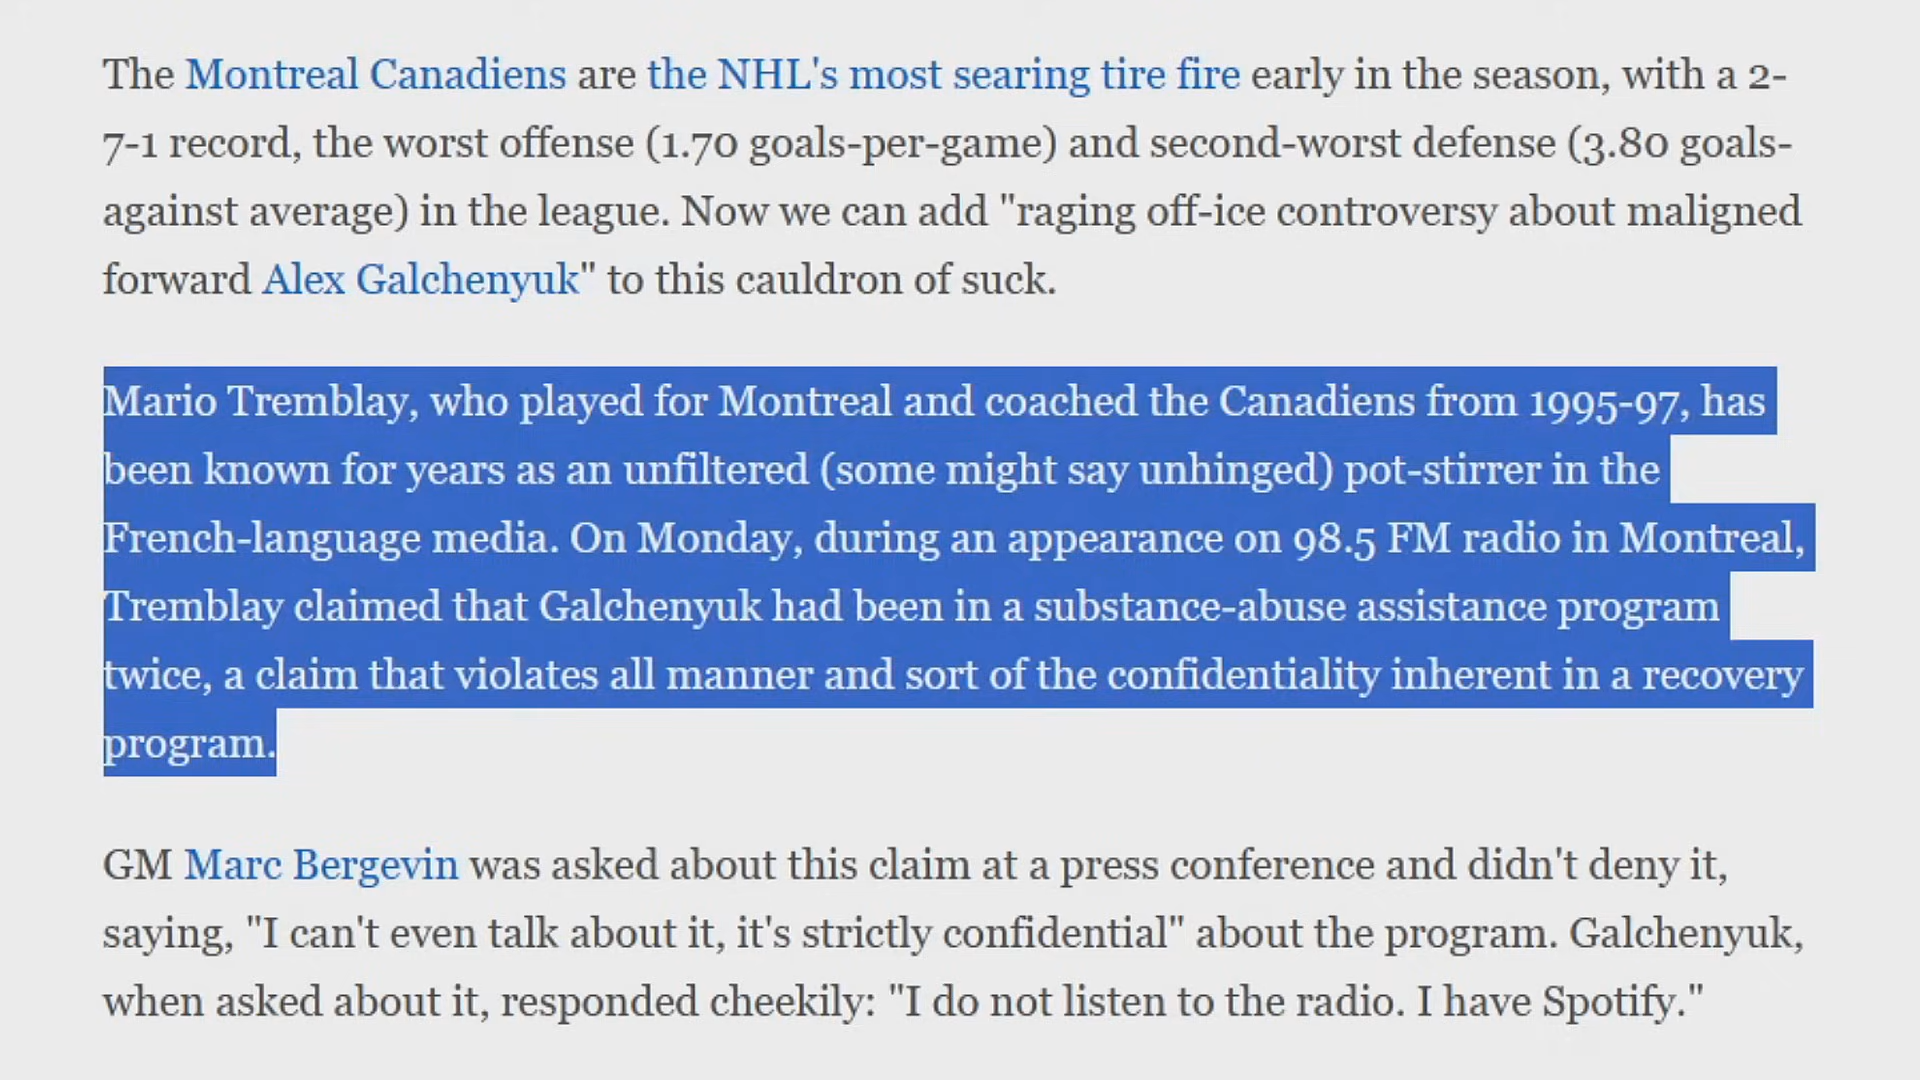 The Montreal Canadiens are the NHL's most searing tire fire early in the season, with a 2-
7-1 record, the worst offense (1.70 goals-per-game) and second-worst defense (3.80 goals-
against average) in the league. Now we can add "raging off-ice controversy about maligned
forward Alex Galchenyuk" to this cauldron of suck.
Mario Tremblay, who played for Montreal and coached the Canadiens from 1995-97, has
been known for years as an unfiltered (some might say unhinged) pot-stirrer in the
French-language media. On Monday, during an appearance on 98.5 FM radio in Montreal,
Tremblay claimed that Galchenyuk had been in a substance-abuse assistance program
twice, a claim that violates all manner and sort of the confidentiality inherent in a recovery
program.
GM Marc Bergevin was asked about this claim at a press conference and didn't deny it,
saying, "I can't even talk about it, it's strictly confidential" about the program. Galchenyuk,
when asked about it, responded cheekily: "I do not listen to the radio. I have Spotify."